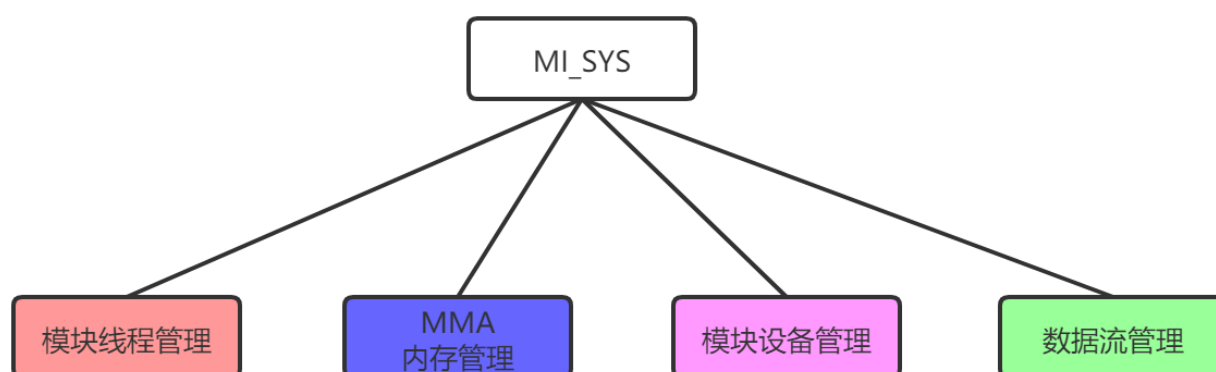 MI_SYS
模块线程管理
MMA
内存管理
模块设备管理
数据流管理